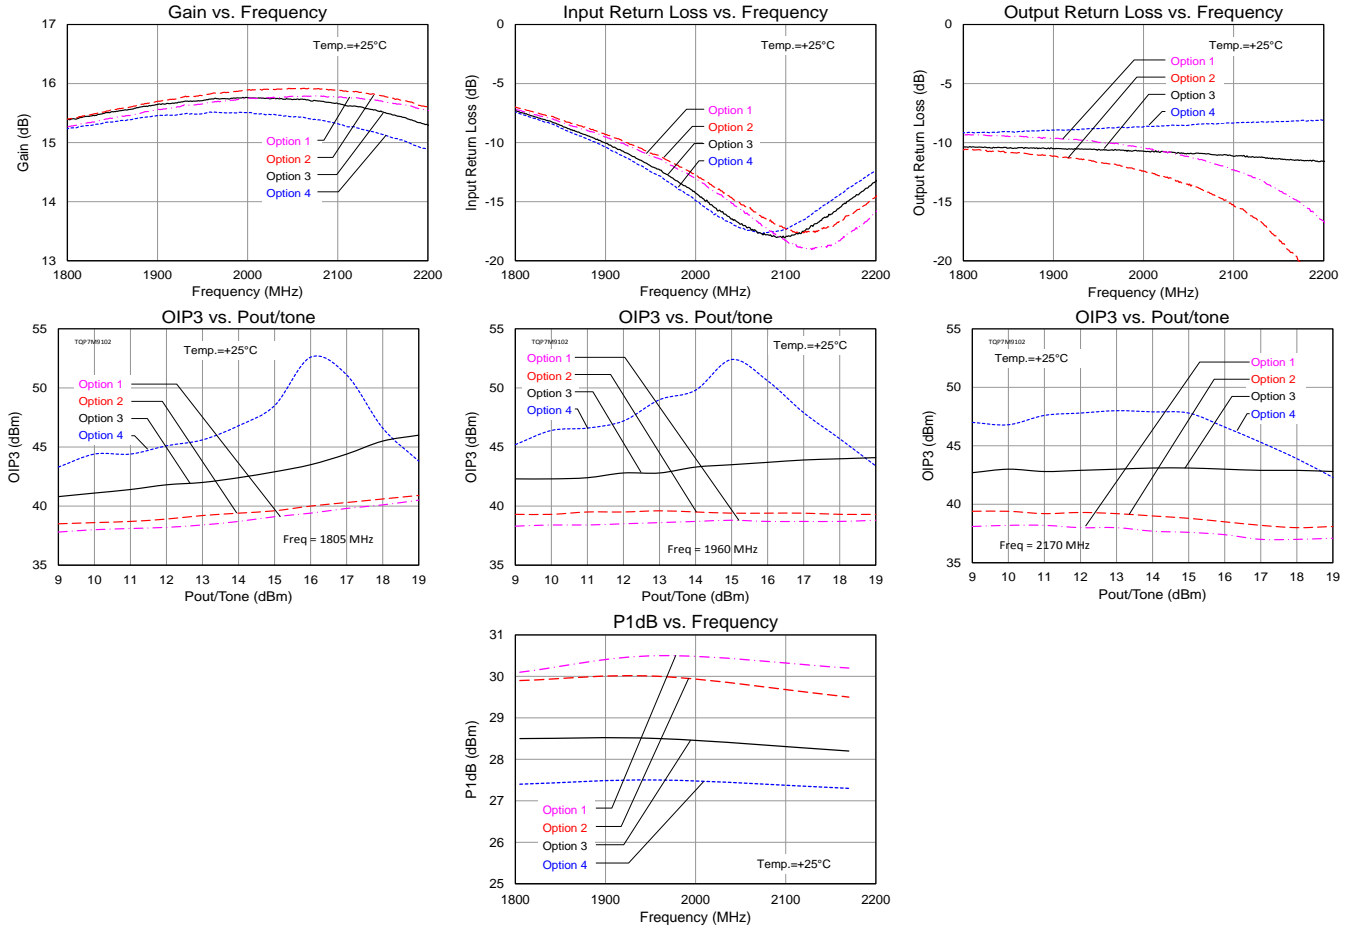 Gain vs. Frequency
17
16
15
14
13
Gain (dB)
Temp.=+25°C
Option 1
Option 2
Option 3
Option 4
1800 1900 2000 2100 2200
Frequency (MHz)
Input Return Loss vs. Frequency
0
-5
-10
-15
-20
Input Return Loss (dB)
Temp.=+25°C
Option 1
Option 2
Option 3
Option 4
1800 1900 2000 2100 2200
Frequency (MHz)
Output Return Loss vs. Frequency
0
-5
-10
-15
-20
Output Return Loss (dB)
Temp.=+25°C
Option 1
Option 2
Option 3
Option 4
1800 1900 2000 2100 2200
Frequency (MHz)
OIP3 vs. Pout/tone
55
50
45
40
35
OIP3 (dBm)
TQP7M9102
Temp.=+25°C
Option 1
Option 2
Option 3
Option 4
Freq = 1805 MHz
9 10 11 12 13 14 15 16 17 18 19
Pout/Tone (dBm)
OIP3 vs. Pout/tone
55
50
45
40
35
OIP3 (dBm)
TQP7M9102
Temp.=+25°C
Option 1
Option 2
Option 3
Option 4
Freq = 1960 MHz
9 10 11 12 13 14 15 16 17 18 19
Pout/Tone (dBm)
OIP3 vs. Pout/tone
55
50
45
40
35
OIP3 (dBm)
TQP7M9102
Temp.=+25°C
Option 1
Option 2
Option 3
Option 4
Freq = 2170 MHz
9 10 11 12 13 14 15 16 17 18 19
Pout/Tone (dBm)
P1dB vs. Frequency
31
30
29
28
27
26
25
P1dB (dBm)
Option 1
Option 2
Option 3
Option 4
Temp.=+25°C
1800 1900 2000 2100 2200
Frequency (MHz)